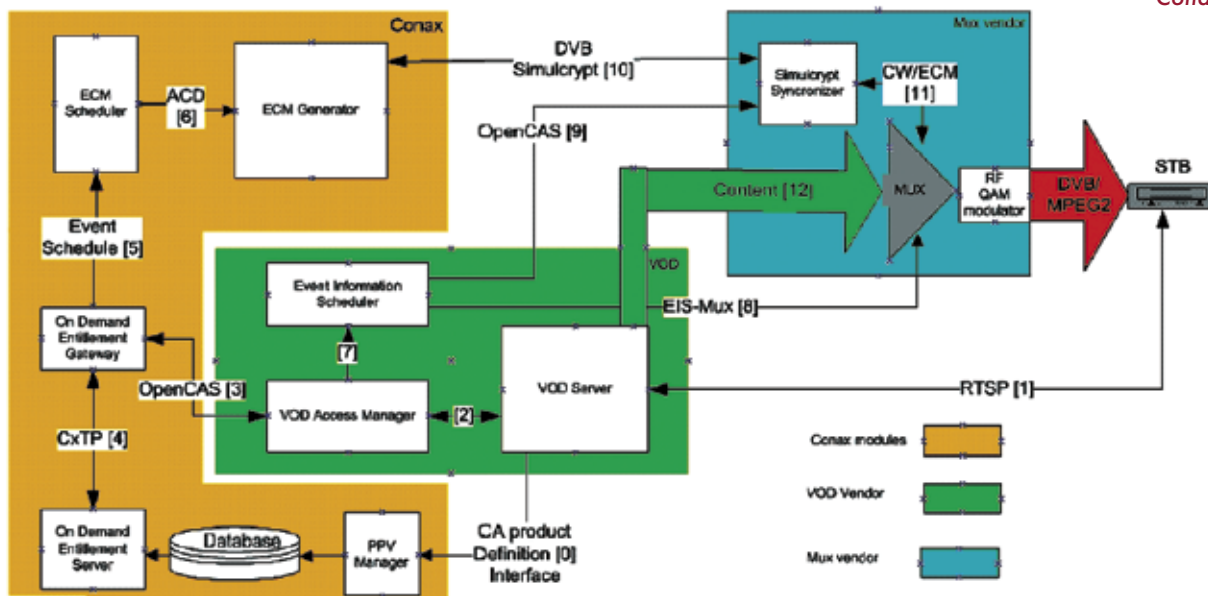 Conax
Mux vendor
ECM
Scheduler
ACD
[6]
ECM Generator
DVB
Simulcrypt [10]
Simulcrypt
Syncronizer
CW/ECM
[11]
OpenCAS [9]
Content [12]
MUX
RF
QAM
modulator
DVB/
MPEG2
STB
Event
Schedule [5]
VOD
Event Information
Scheduler
EIS-Mux [8]
On Demand
Entitlement
Gateway
[7]
OpenCAS [3]
VOD Access Manager
[2]
VOD Server
RTSP [1]
CxTP [4]
Conax modules
VOD Vendor
Mux vendor
On Demand
Entitlement
Server
Database
PPV
Manager
CA product
Definition [0]
Interface